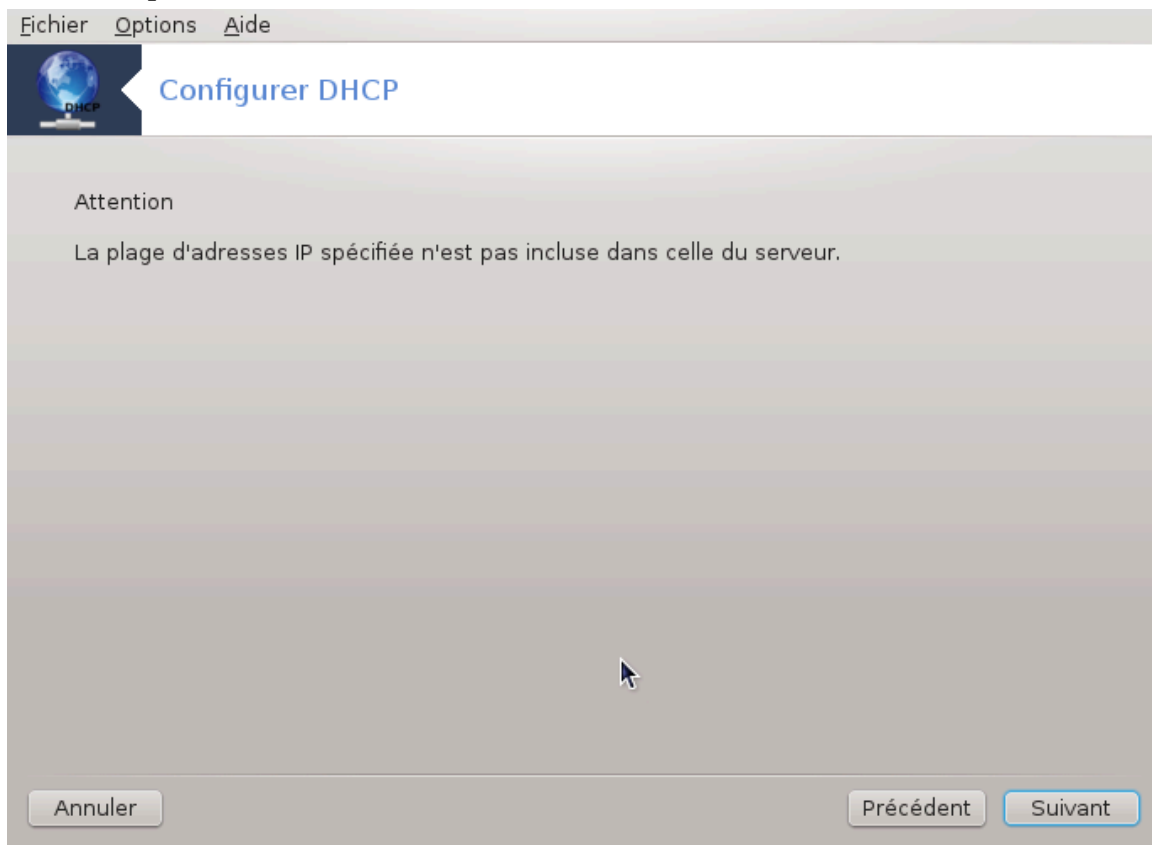 Fichier Options Aide
DHCP
Configurer DHCP
Attention
La plage d'adresses IP spécifiée n'est pas incluse dans celle du serveur.
Annuler Précédent Suivant